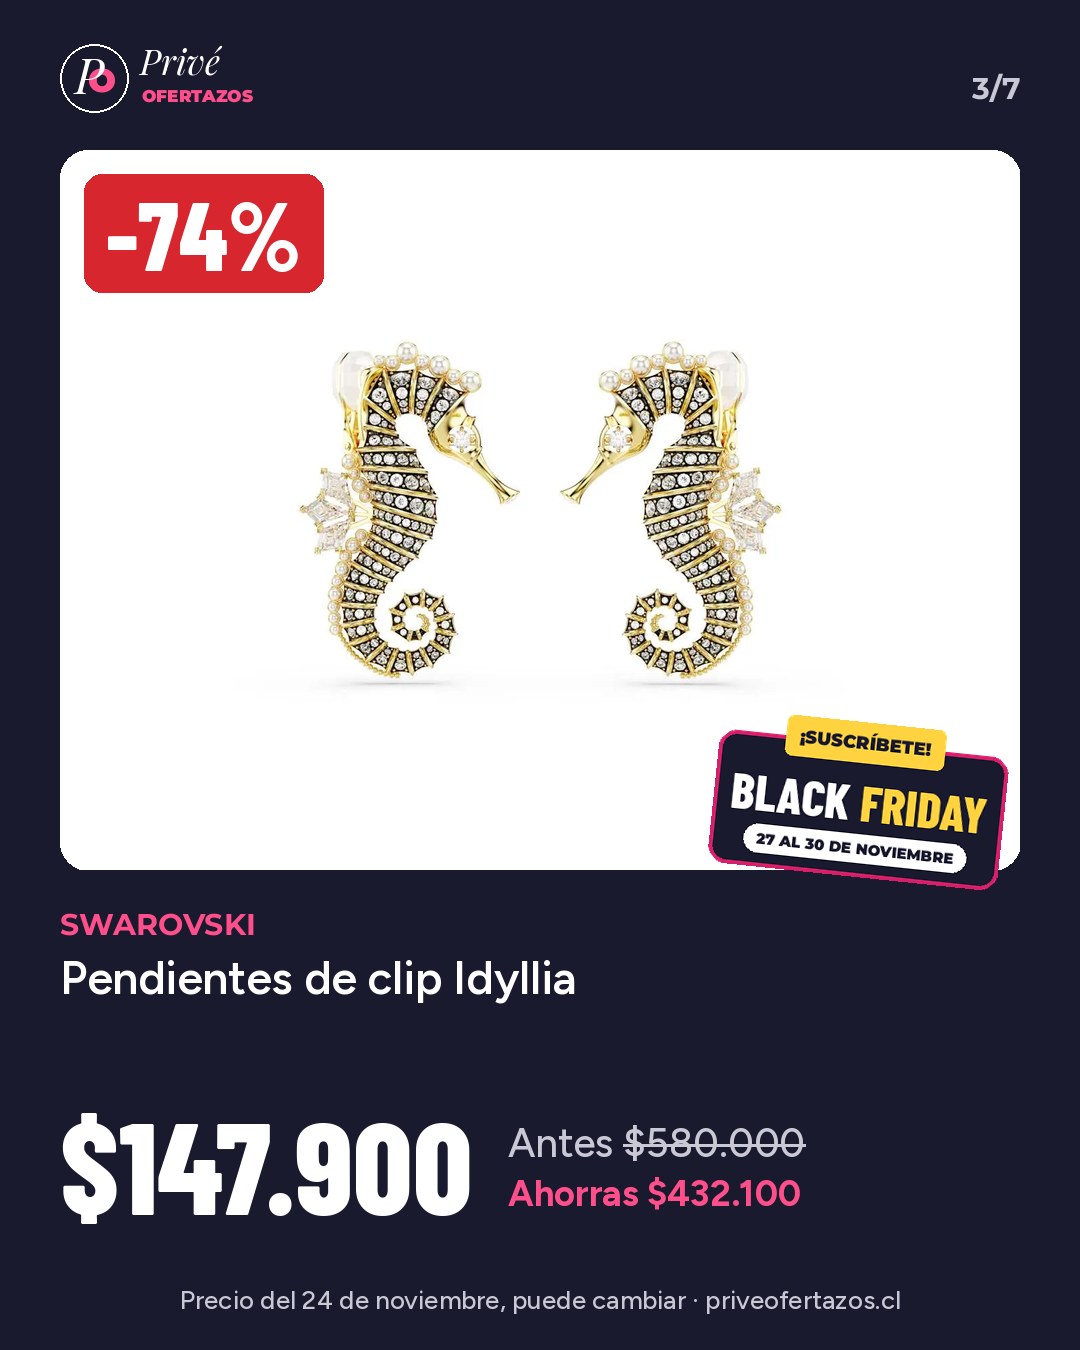 Privé
OFERTAZOS
3/7
-74%
¡SUSCRÍBETE!
BLACK FRIDAY
27 AL 30 DE NOVIEMBRE
SWAROVSKI
Pendientes de clip Idyllia
$147.900
Antes $580.000
Ahorras $432.100
Precio del 24 de noviembre, puede cambiar · priveofertazos.cl